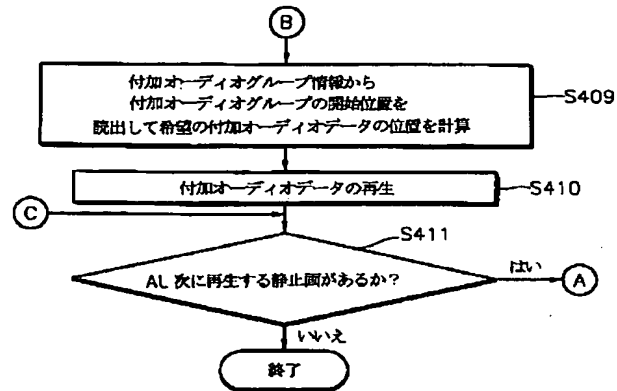 B
付加オーディオグループ情報から
付加オーディオグループの開始位置を
読出して希望の付加オーディオデータの位置を計算
S409
付加オーディオデータの再生
S410
C
S411
AL 次に再生する静止画があるか?
はい
A
いいえ
終了